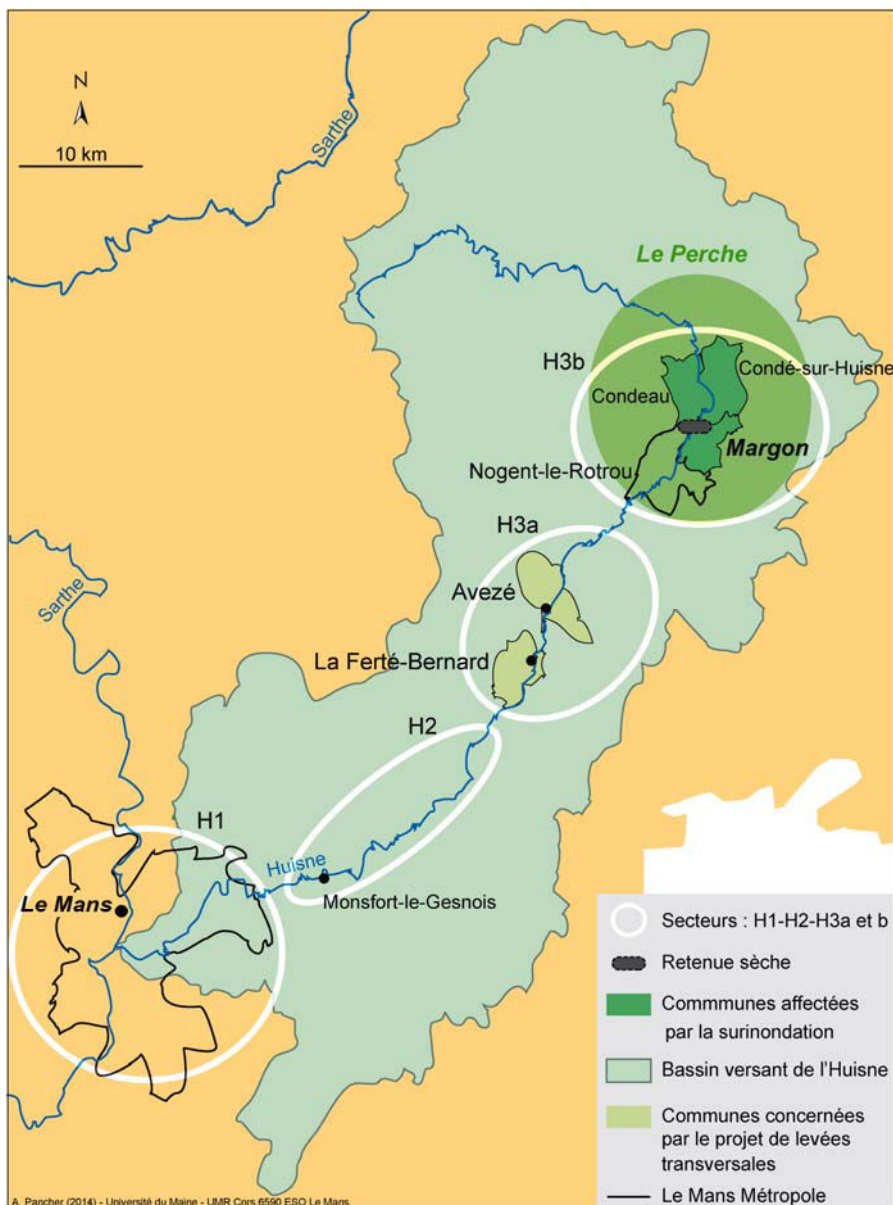 N
10 km
Sarthe
Le Perche
H3b
Condé-sur-Huisne
Condeau
Margon
Nogent-le-Rotrou
H3a
Avezé
Sarthe
La Ferté-Bernard
H2
H1
Huisne
Le Mans
Monsfort-le-Gesnois
Secteurs : H1-H2-H3a et b
Retenue sèche
Commmunes affectées
par la surinondation
Bassin versant de l'Huisne
Communes concernées
par le projet de levées
transversales
Le Mans Métropole
A. Pancher (2014) - Université du Maine - UMR Cnrs 6590 ESO Le Mans